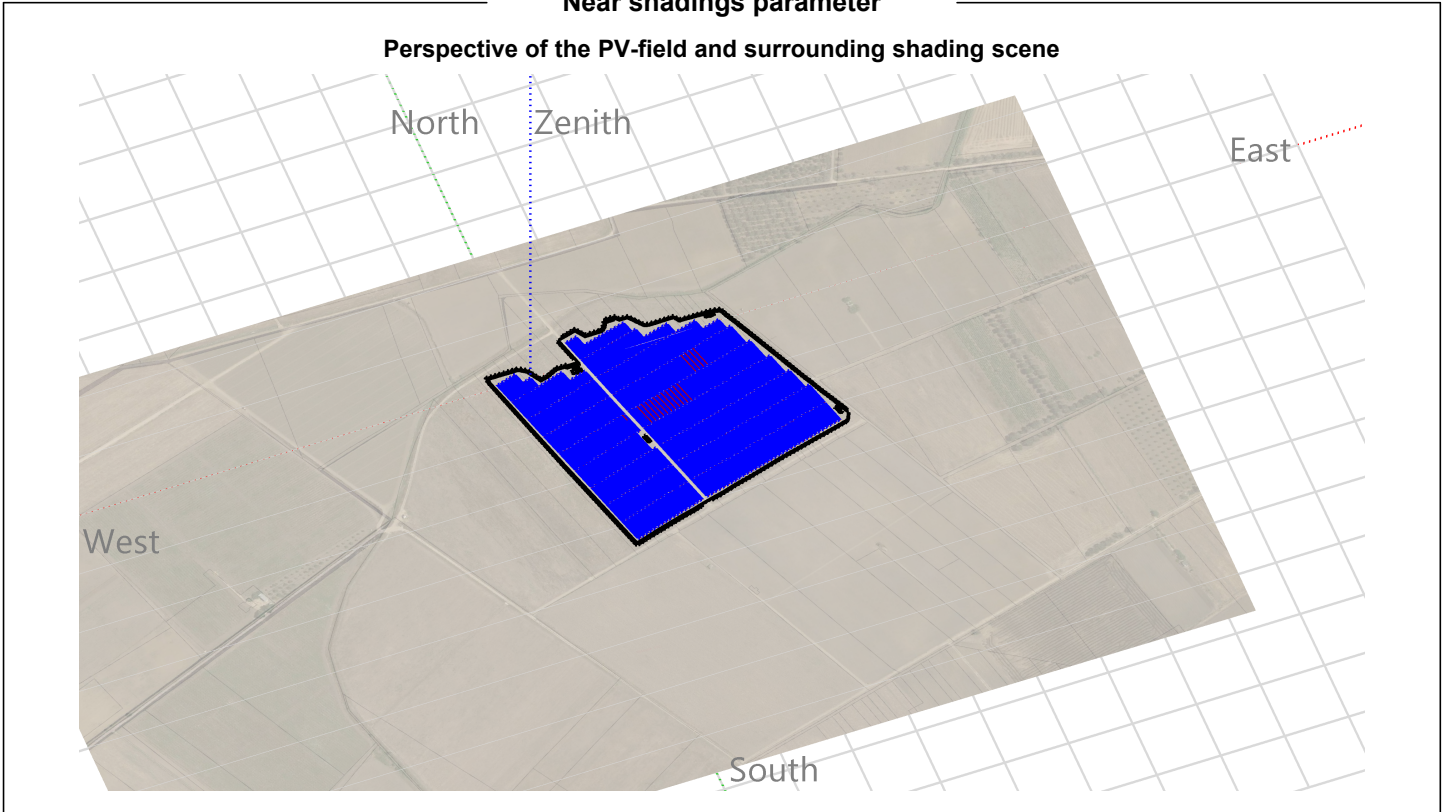 Near shadings parameter
Perspective of the PV-field and surrounding shading scene
North
Zenith
East
West
South